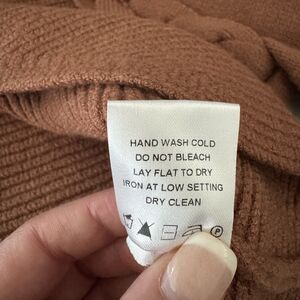 HAND WASH COLD
DO NOT BLEACH
LAY FLAT TO DRY
IRON AT LOW SETTING
DRY CLEAN
P